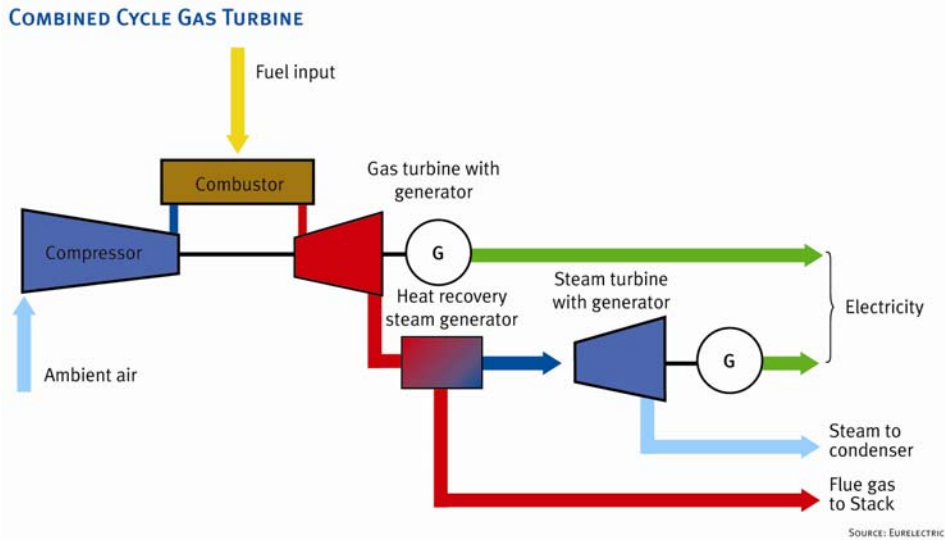 COMBINED CYCLE GAS TURBINE
Fuel input
Combustor
Gas turbine with
generator
Compressor
G
Heat recovery
steam generator
Steam turbine
with generator
Electricity
G
Ambient air
Steam to
condenser
Flue gas
to Stack
SOURCE: EURELECTRIC